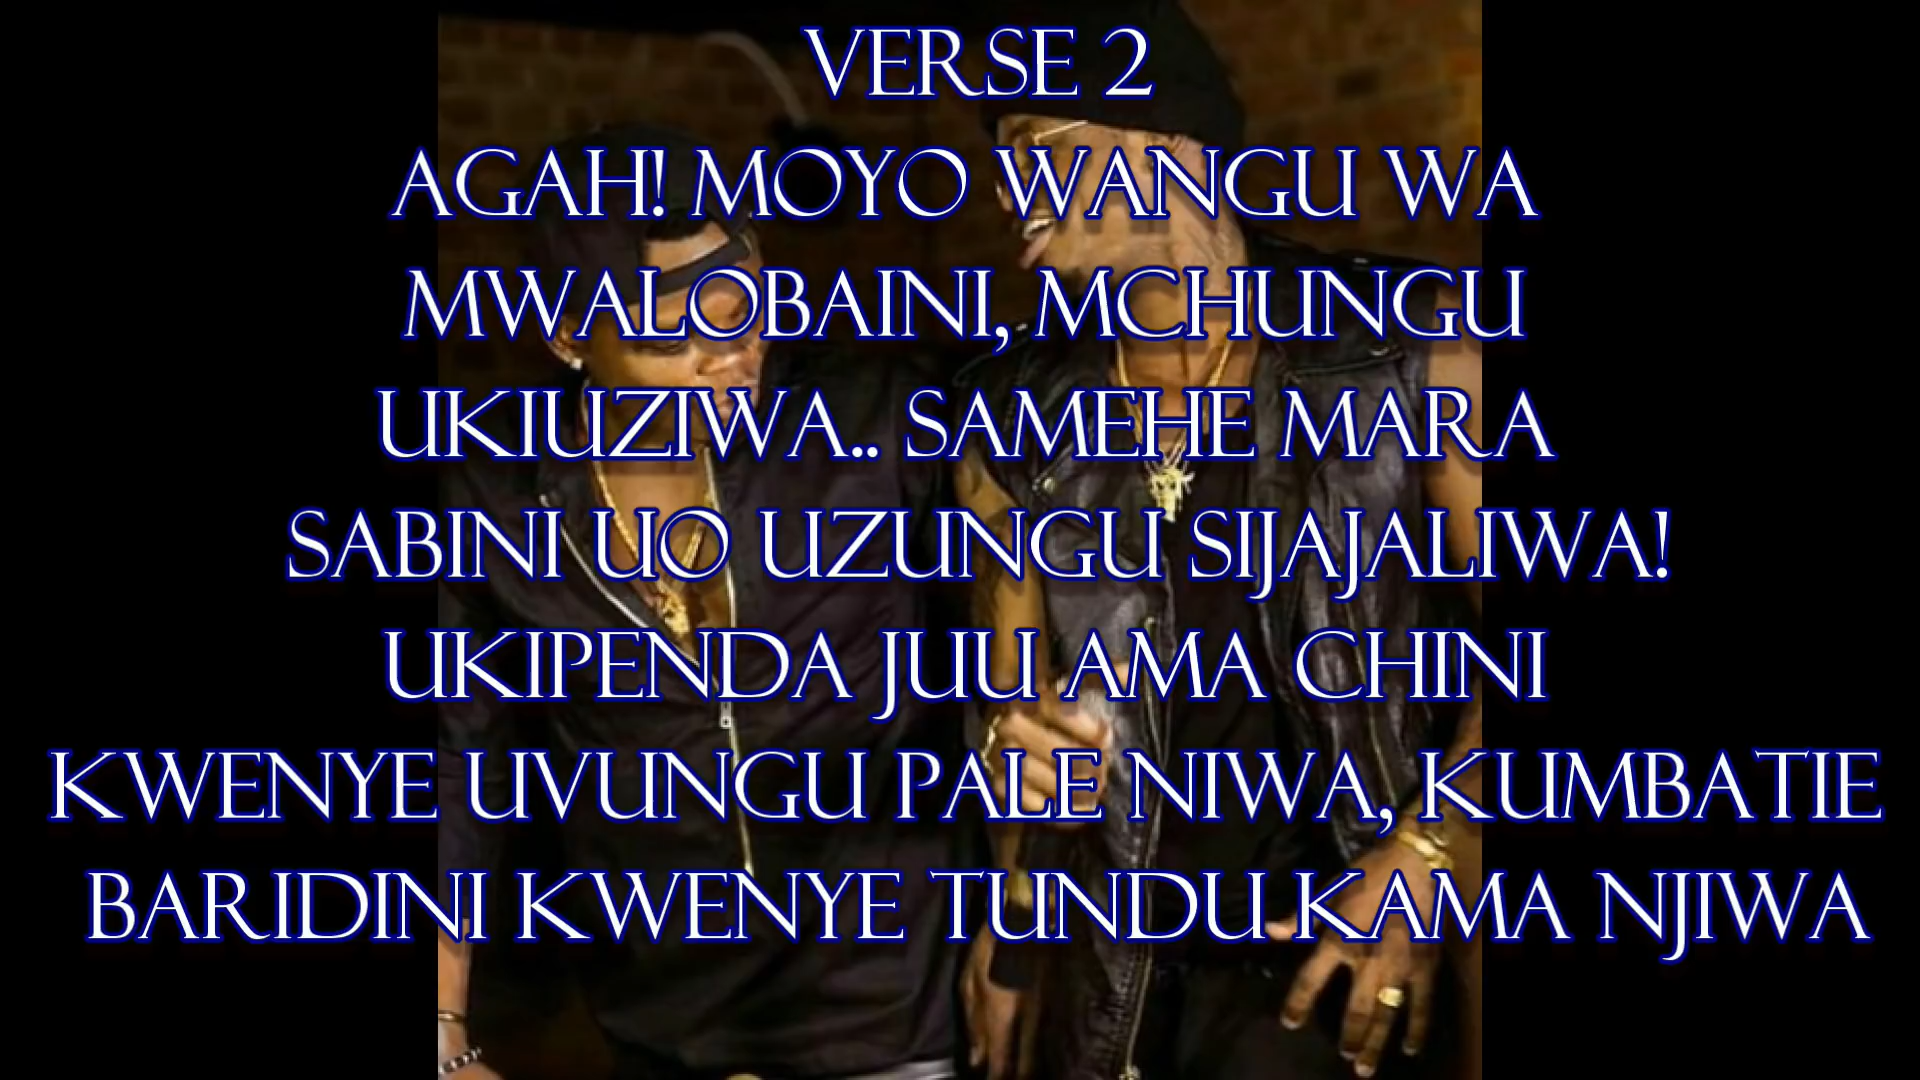 VERSE 2
AGAH! MOYO WANGU WA
MWALOBAINI, MCHUNGU
UKIUZIWA.. SAMEHE MARA
SABINI UO UZUNGU SIJAJALIWA!
UKIPENDA JUU AMA CHINI
KWENYE UVUNGU PALE NIWA, KUMBATIE
BARIDINI KWENYE TUNDU KAMA NJIWA